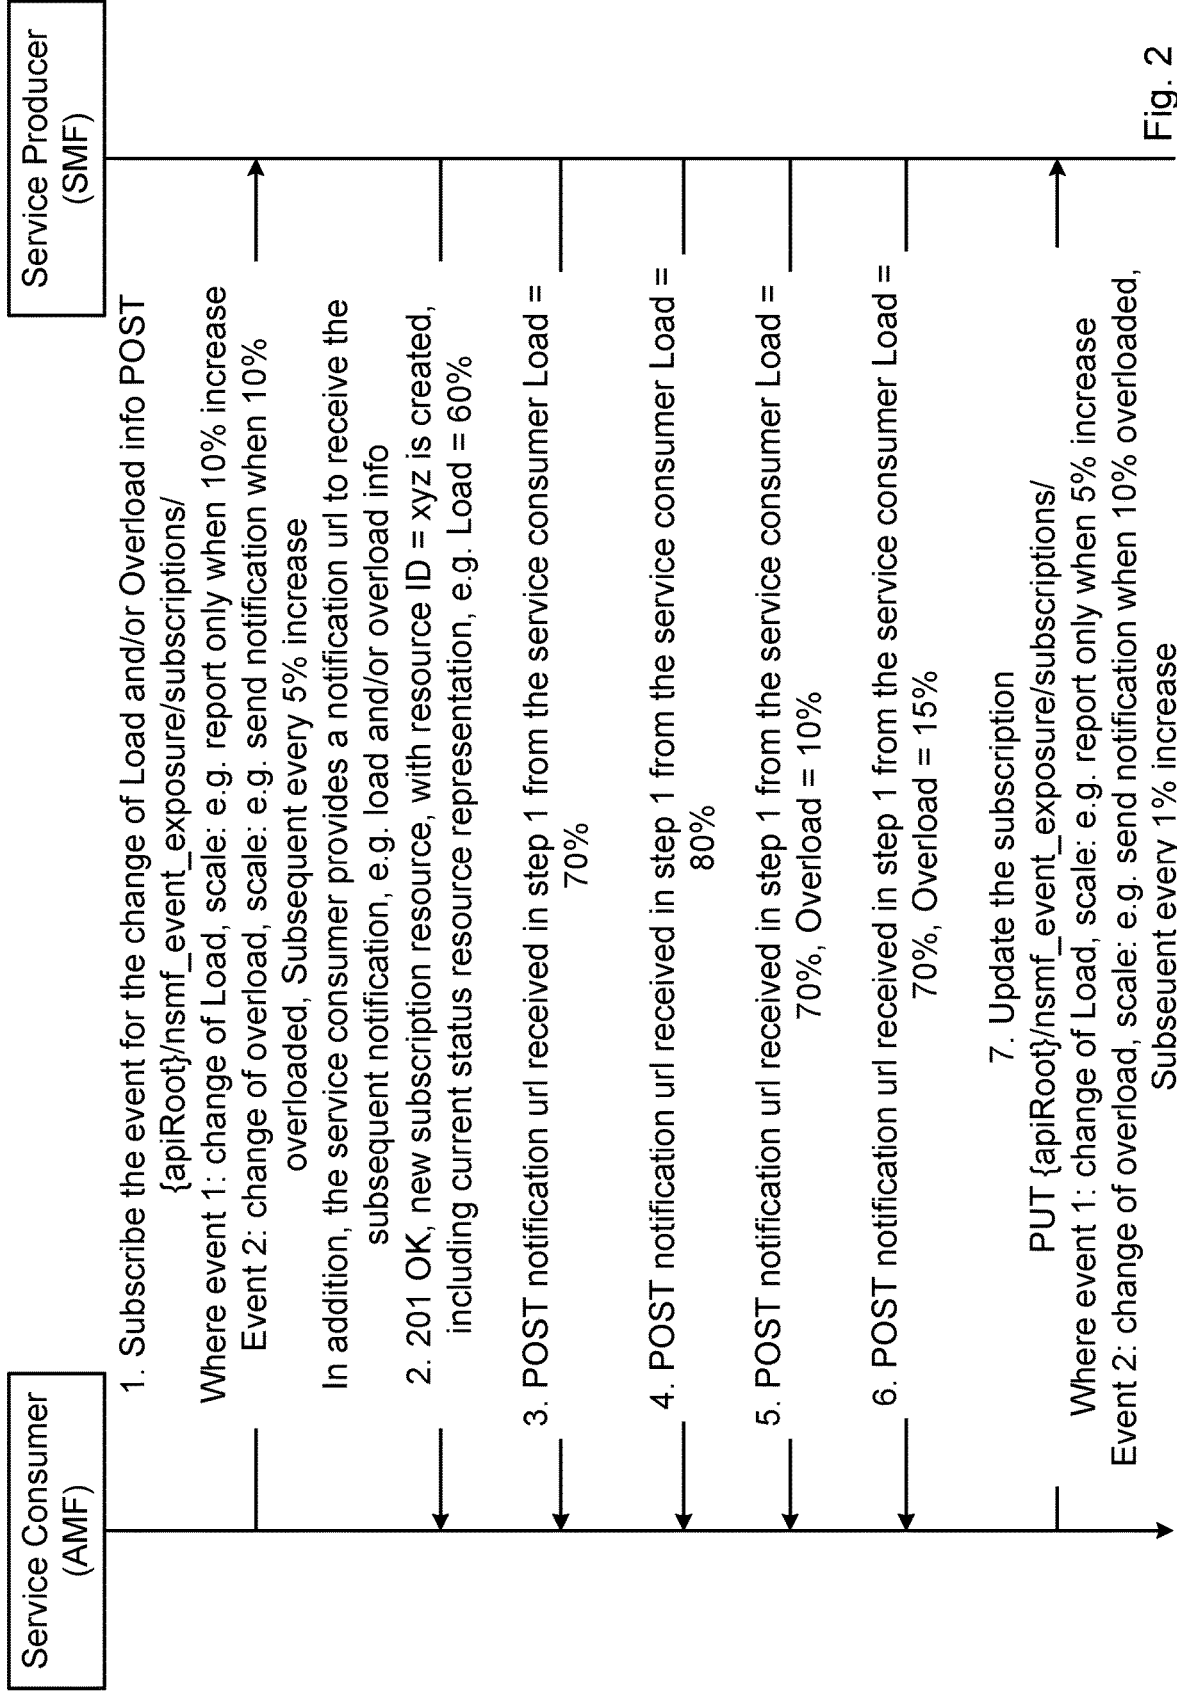 Service Consumer
(AMF)
Service Producer
(SMF)
1. Subscribe the event for the change of Load and/or Overload info POST
{apiRoot}/nsmf_event_exposure/subscriptions/
Where event 1: change of Load, scale: e.g. report only when 10% increase
Event 2: change of overload, scale: e.g. send notification when 10%
overloaded, Subsequent every 5% increase
In addition, the service consumer provides a notification url to receive the
subsequent notification, e.g. load and/or overload info
2. 201 OK, new subscription resource, with resource ID = xyz is created,
including current status resource representation, e.g. Load = 60%
3. POST notification url received in step 1 from the service consumer Load =
70%
4. POST notification url received in step 1 from the service consumer Load =
80%
5. POST notification url received in step 1 from the service consumer Load =
70%, Overload = 10%
6. POST notification url received in step 1 from the service consumer Load =
70%, Overload = 15%
7. Update the subscription
PUT {apiRoot}/nsmf_event_exposure/subscriptions/
Where event 1: change of Load, scale: e.g. report only when 5% increase
Event 2: change of overload, scale: e.g. send notification when 10% overloaded,
Subseuent every 1% increase
Fig. 2